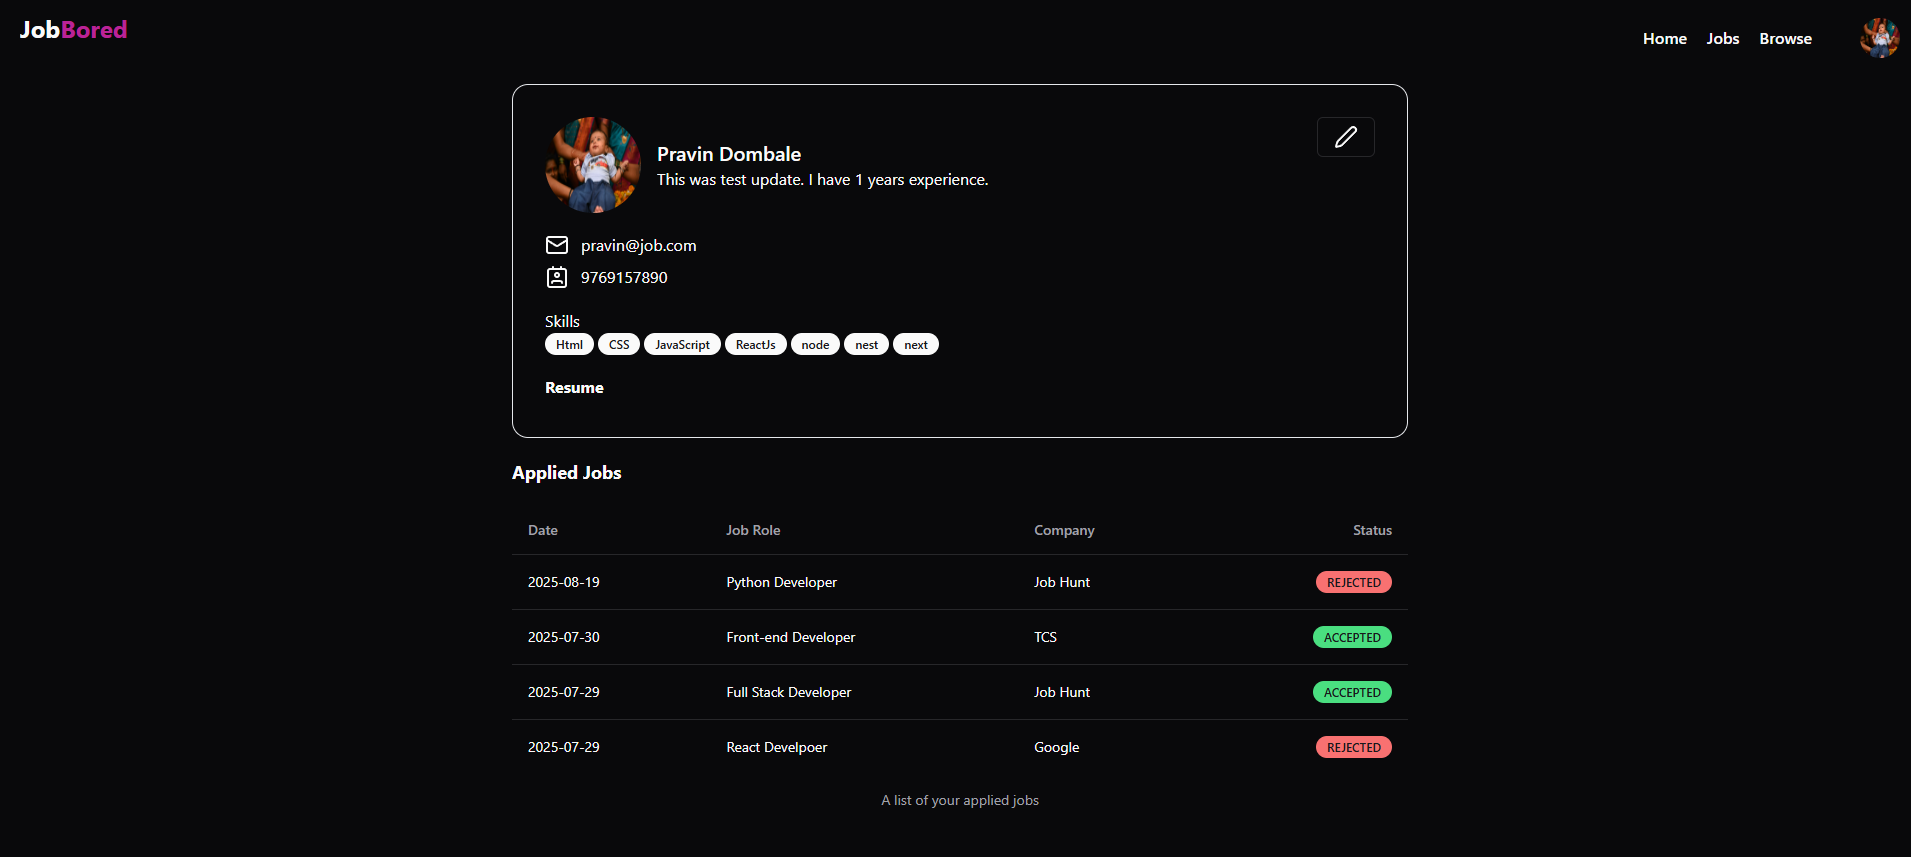 JobBored
Home Jobs Browse
Pravin Dombale
This was test update. I have 1 years experience.
pravin@job.com
9769157890
Skills
Html CSS JavaScript ReactJs node nest next
Resume
Applied Jobs
Date Job Role Company Status
2025-08-19 Python Developer Job Hunt REJECTED
2025-07-30 Front-end Developer TCS ACCEPTED
2025-07-29 Full Stack Developer Job Hunt ACCEPTED
2025-07-29 React Develpoer Google REJECTED
A list of your applied jobs